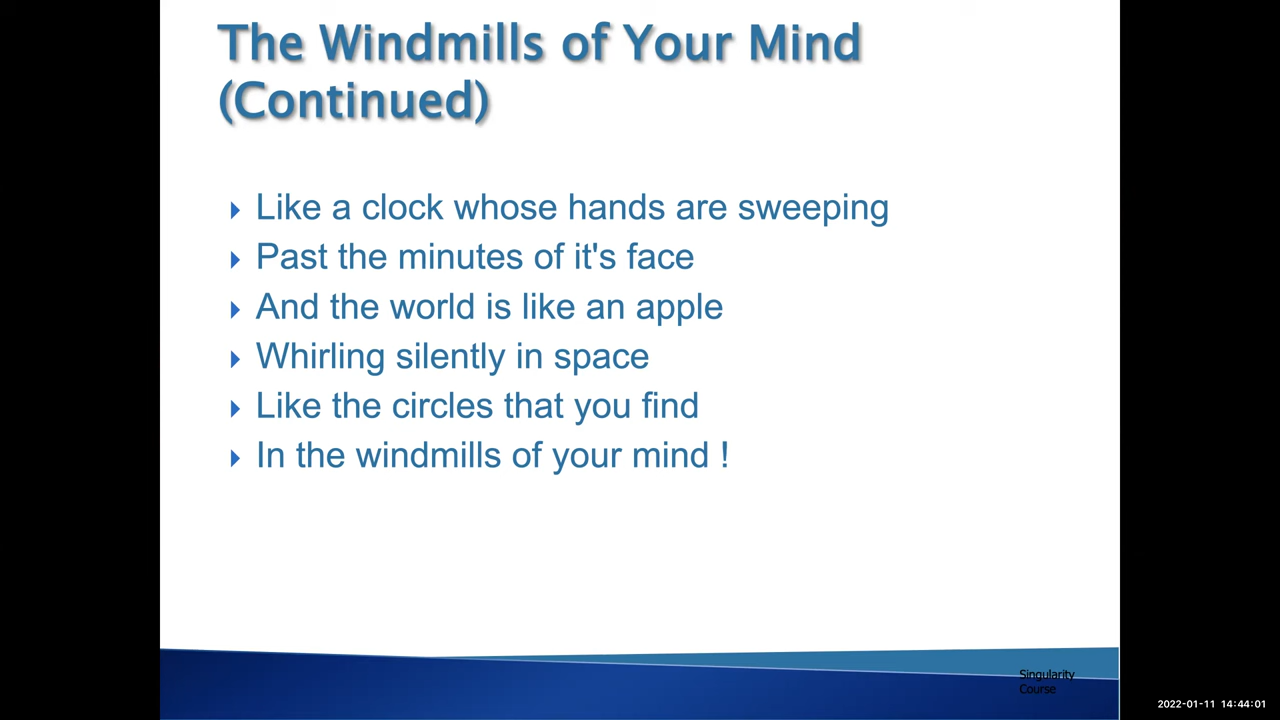 The Windmills of Your Mind
(Continued)
Like a clock whose hands are sweeping
Past the minutes of it's face
And the world is like an apple
Whirling silently in space
Like the circles that you find
In the windmills of your mind !
Singularity
Course
2022-01-11 14:44:01